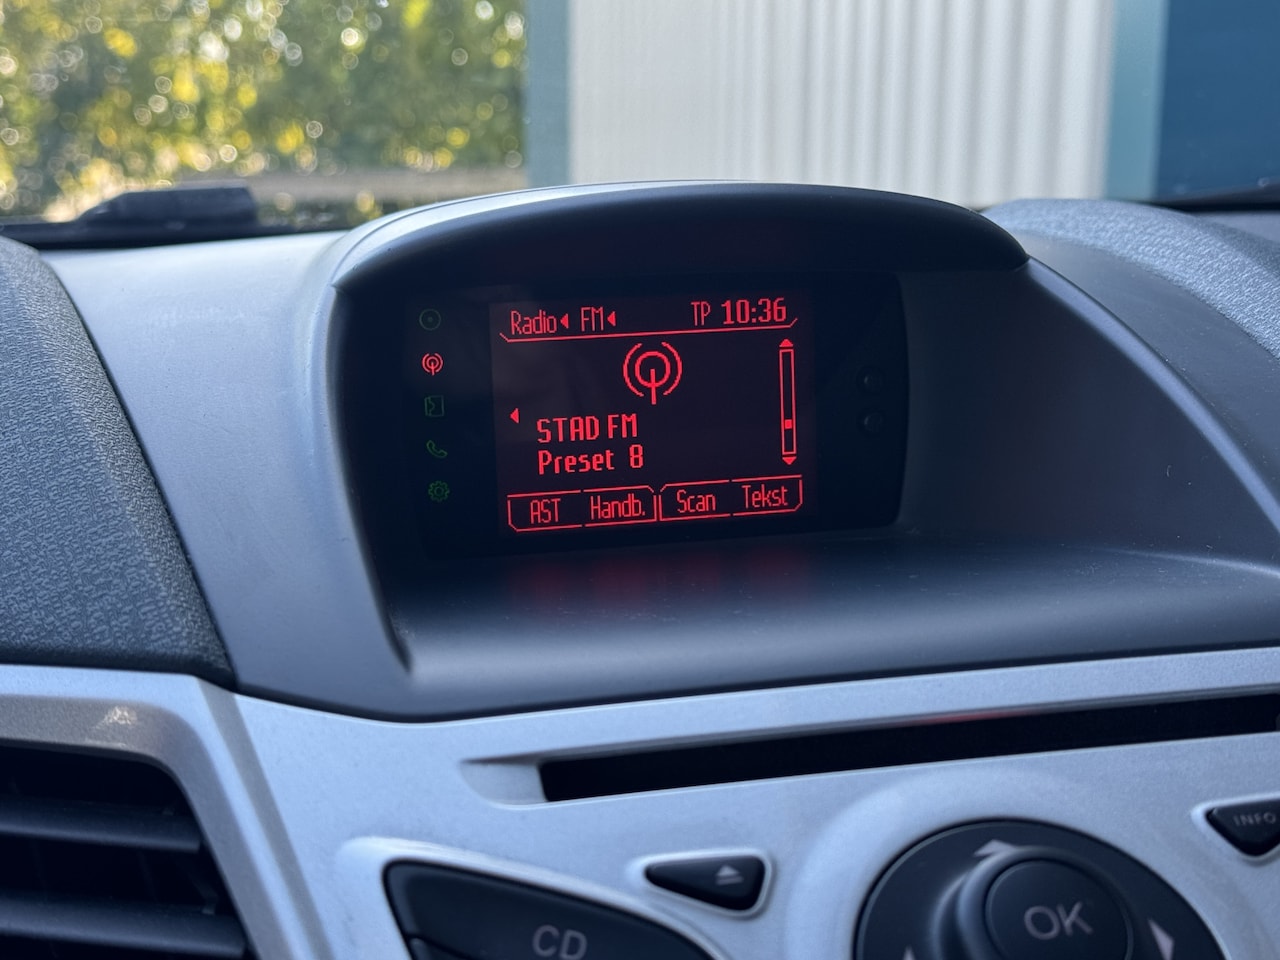 Radio FM TP 10:36
STAD FM
Preset 8
AST Handb. Scan Tekst
INFO
CD OK